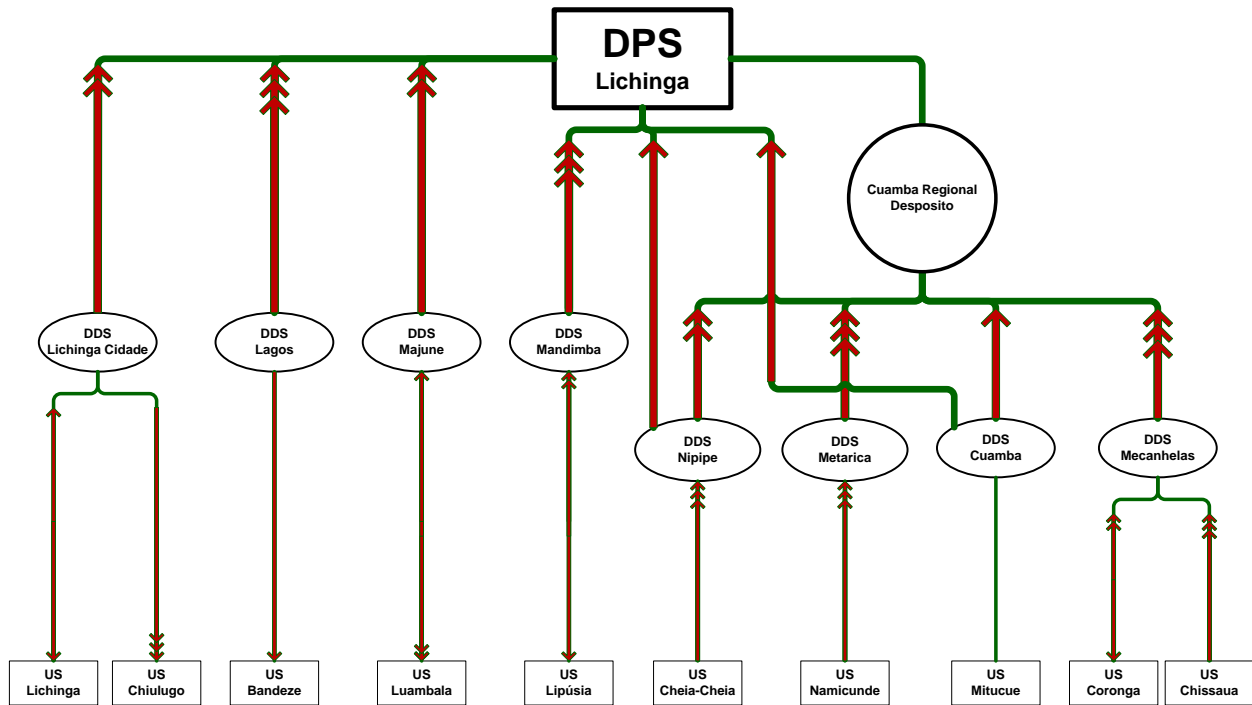 DPS
Lichinga
Cuamba Regional
Desposito
DDS
Lichinga Cidade
DDS
Lagos
DDS
Majune
DDS
Mandimba
DDS
Nipipe
DDS
Metarica
DDS
Cuamba
DDS
Mecanhelas
US
Lichinga
US
Chiulugo
US
Bandeze
US
Luambala
US
Lipúsia
US
Cheia-Cheia
US
Namicunde
US
Mitucue
US
Coronga
US
Chissaua